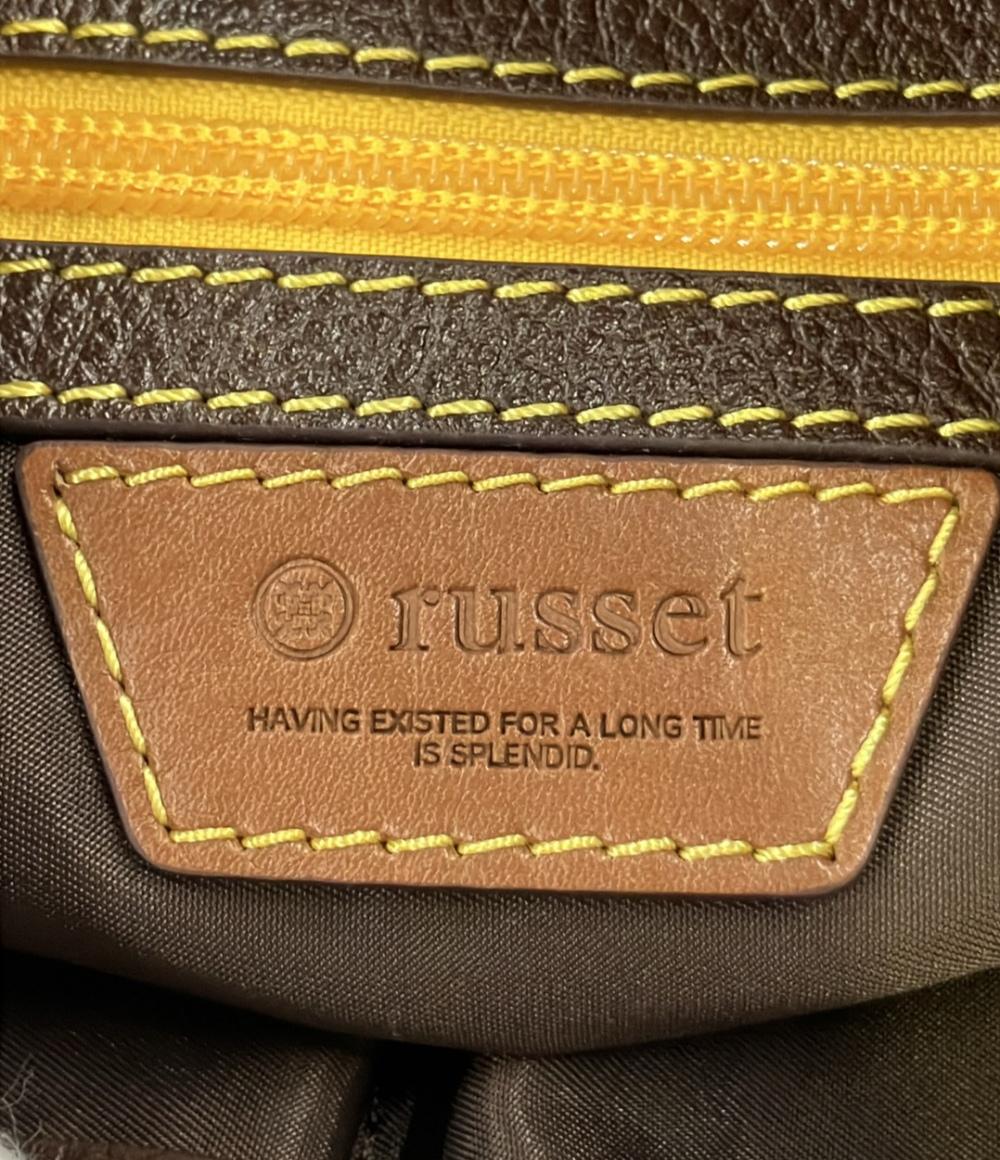 russet
HAVING EXISTED FOR A LONG TIME
IS SPLENDID.